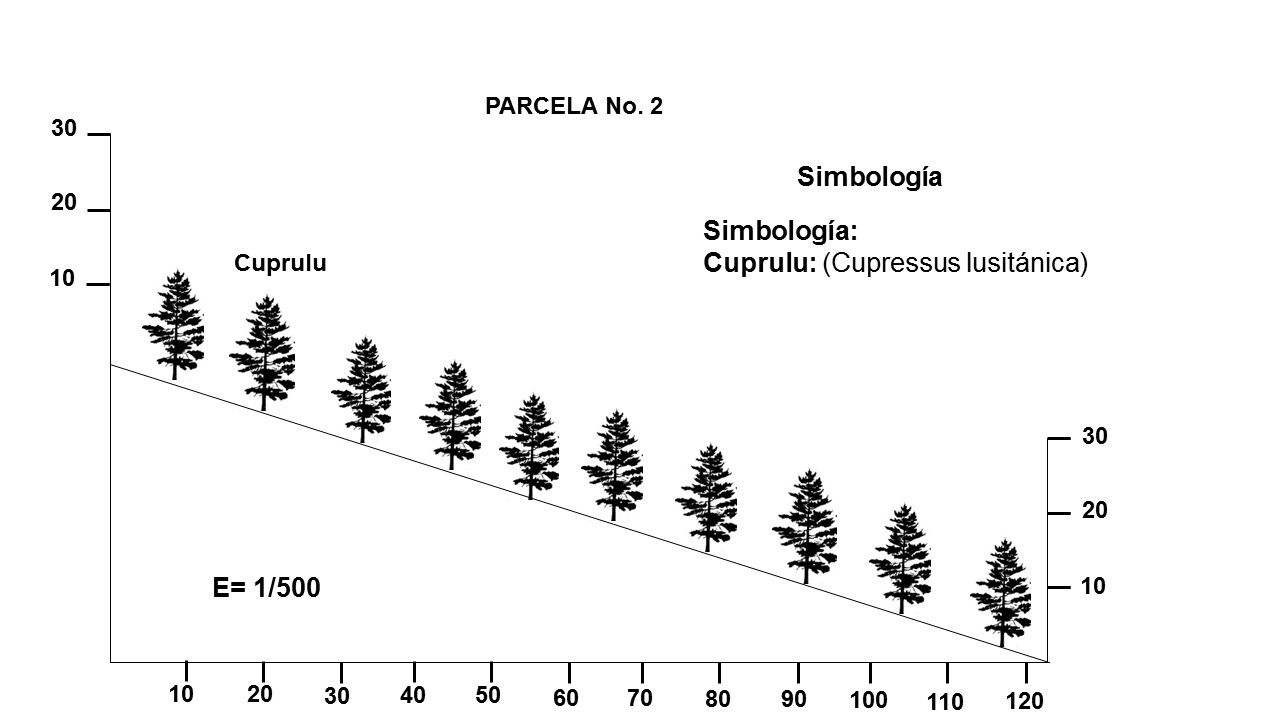 PARCELA No. 2
30
20
10
Simbología
Simbología:
Cuprulu: (Cupressus lusitánica)
Cuprulu
30
20
10
E= 1/500
10 20 30 40 50 60 70 80 90 100 110 120